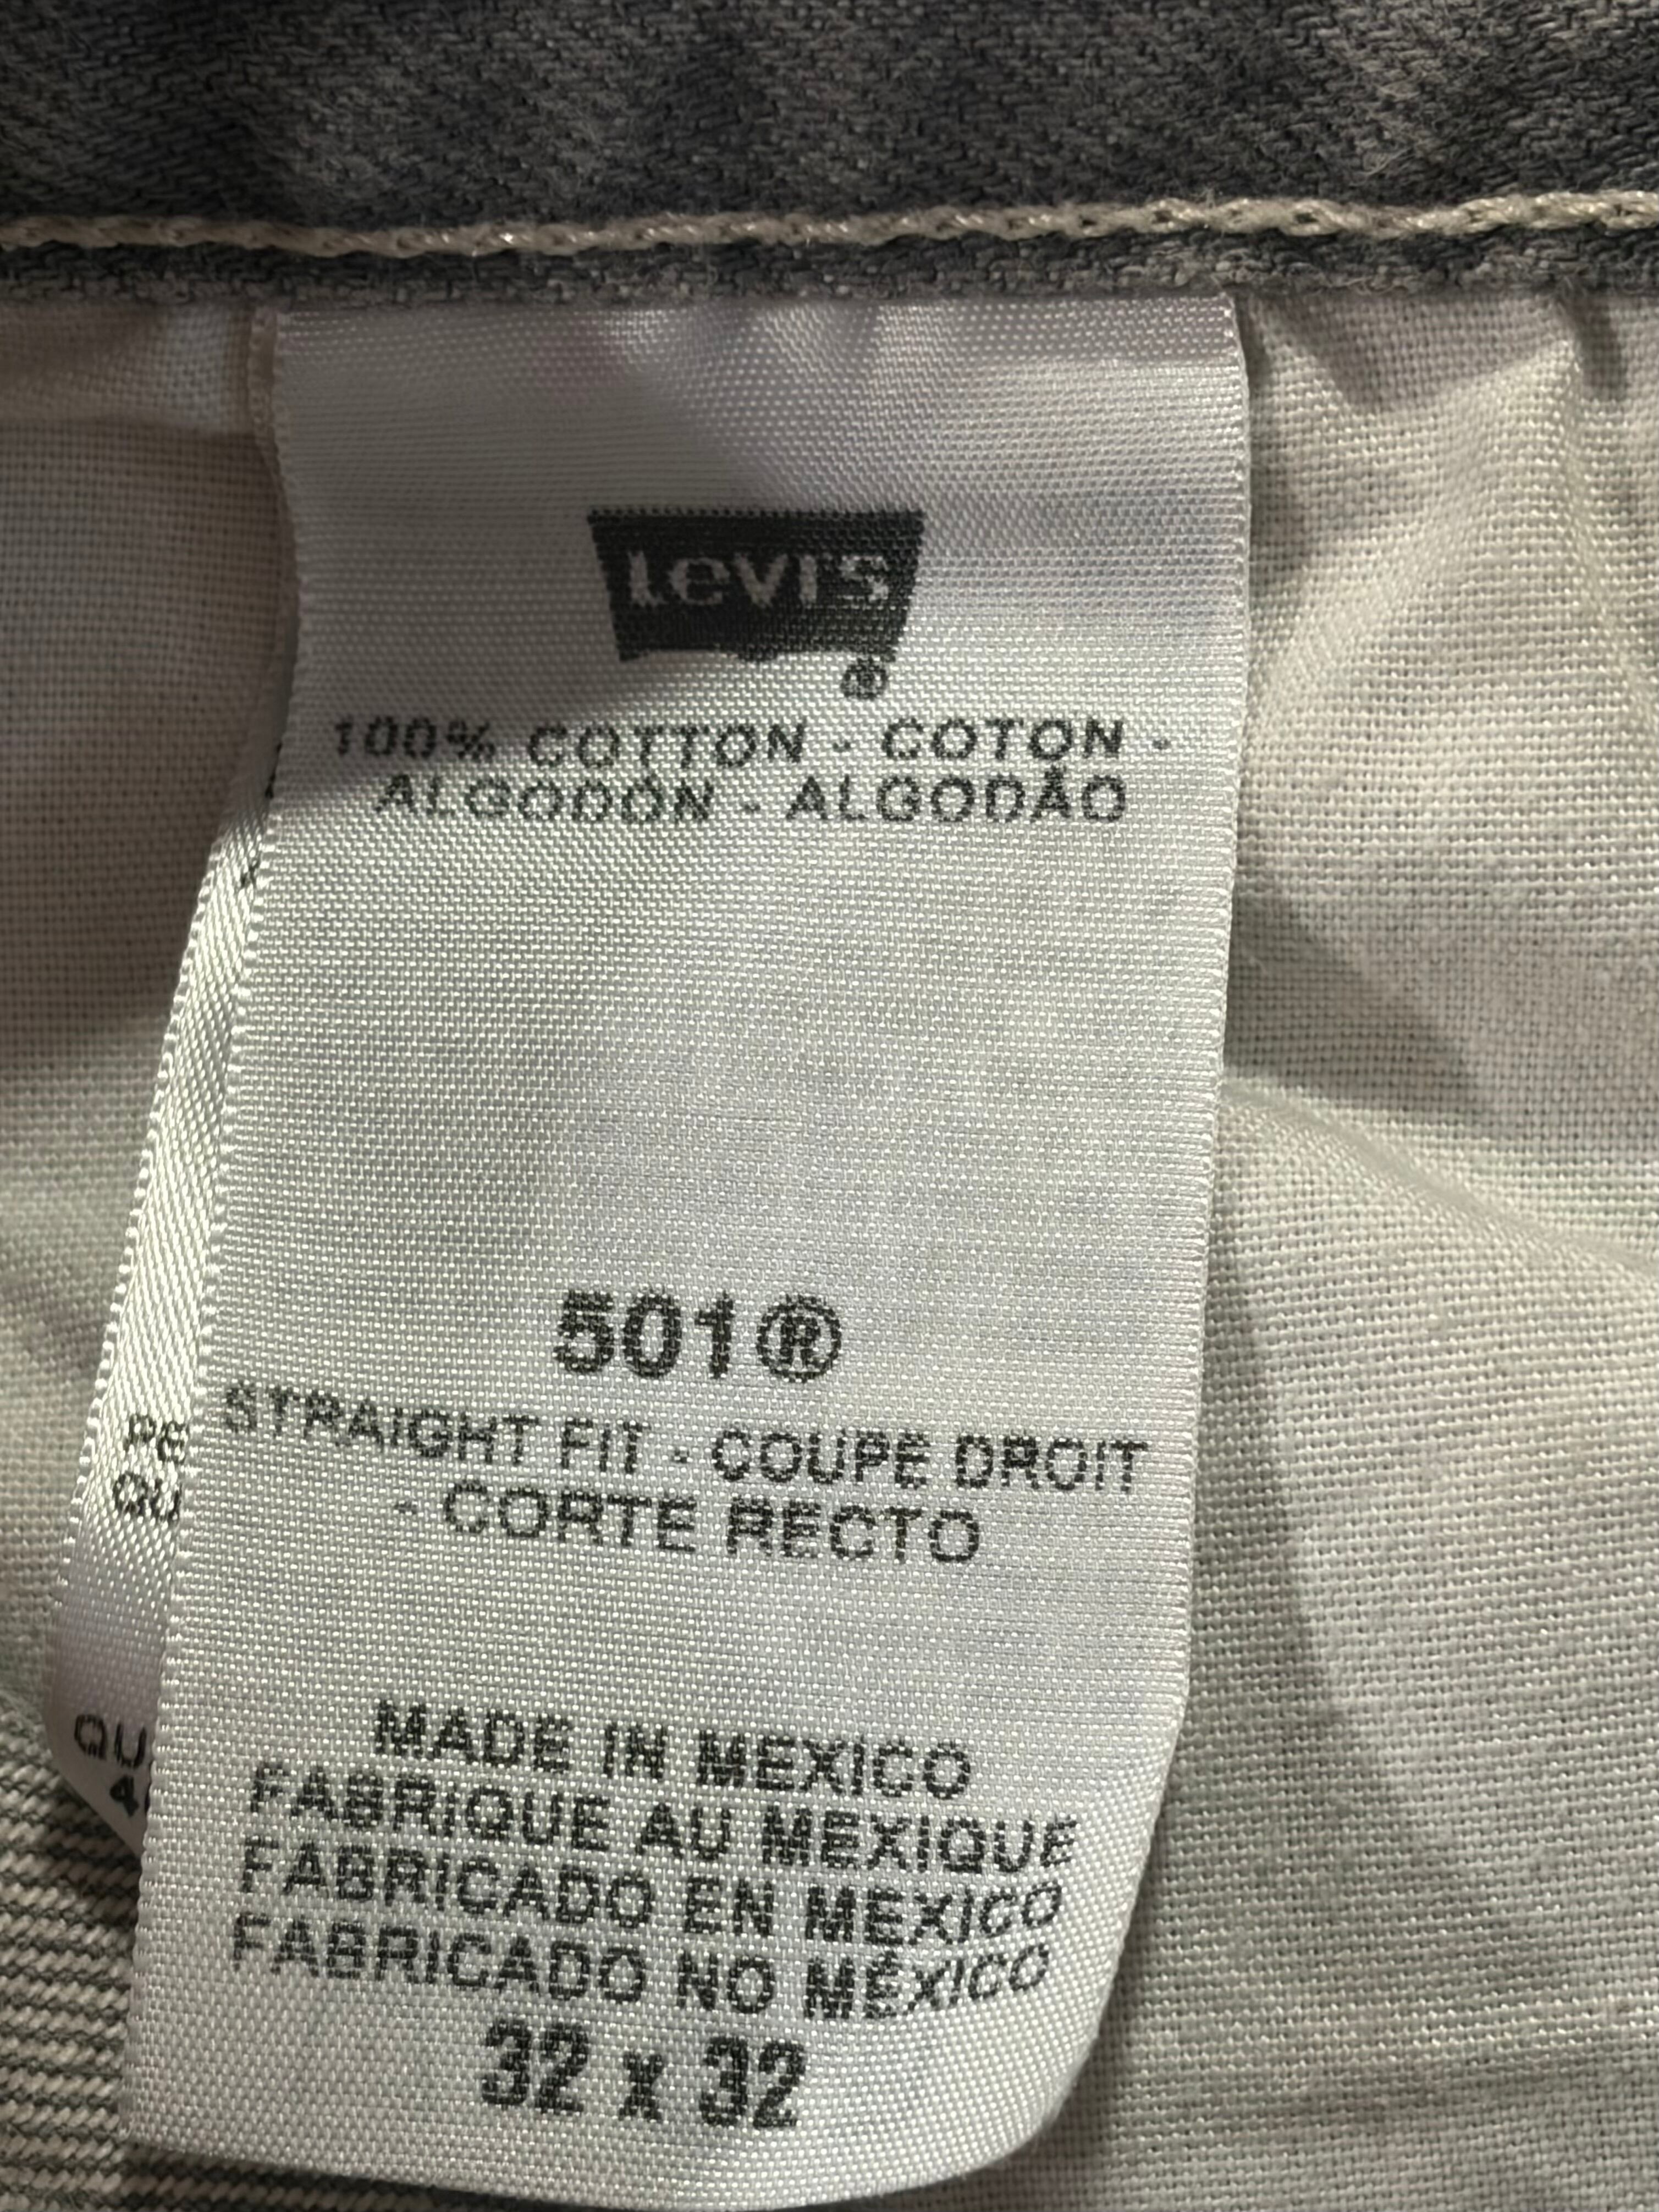 Levi's
®
100% COTTON - COTON -
ALGODÓN - ALGODÃO
501®
STRAIGHT FIT - COUPE DROIT
- CORTE RECTO
MADE IN MEXICO
FABRIQUE AU MEXIQUE
FABRICADO EN MEXICO
FABRICADO NO MÉXICO
32 x 32